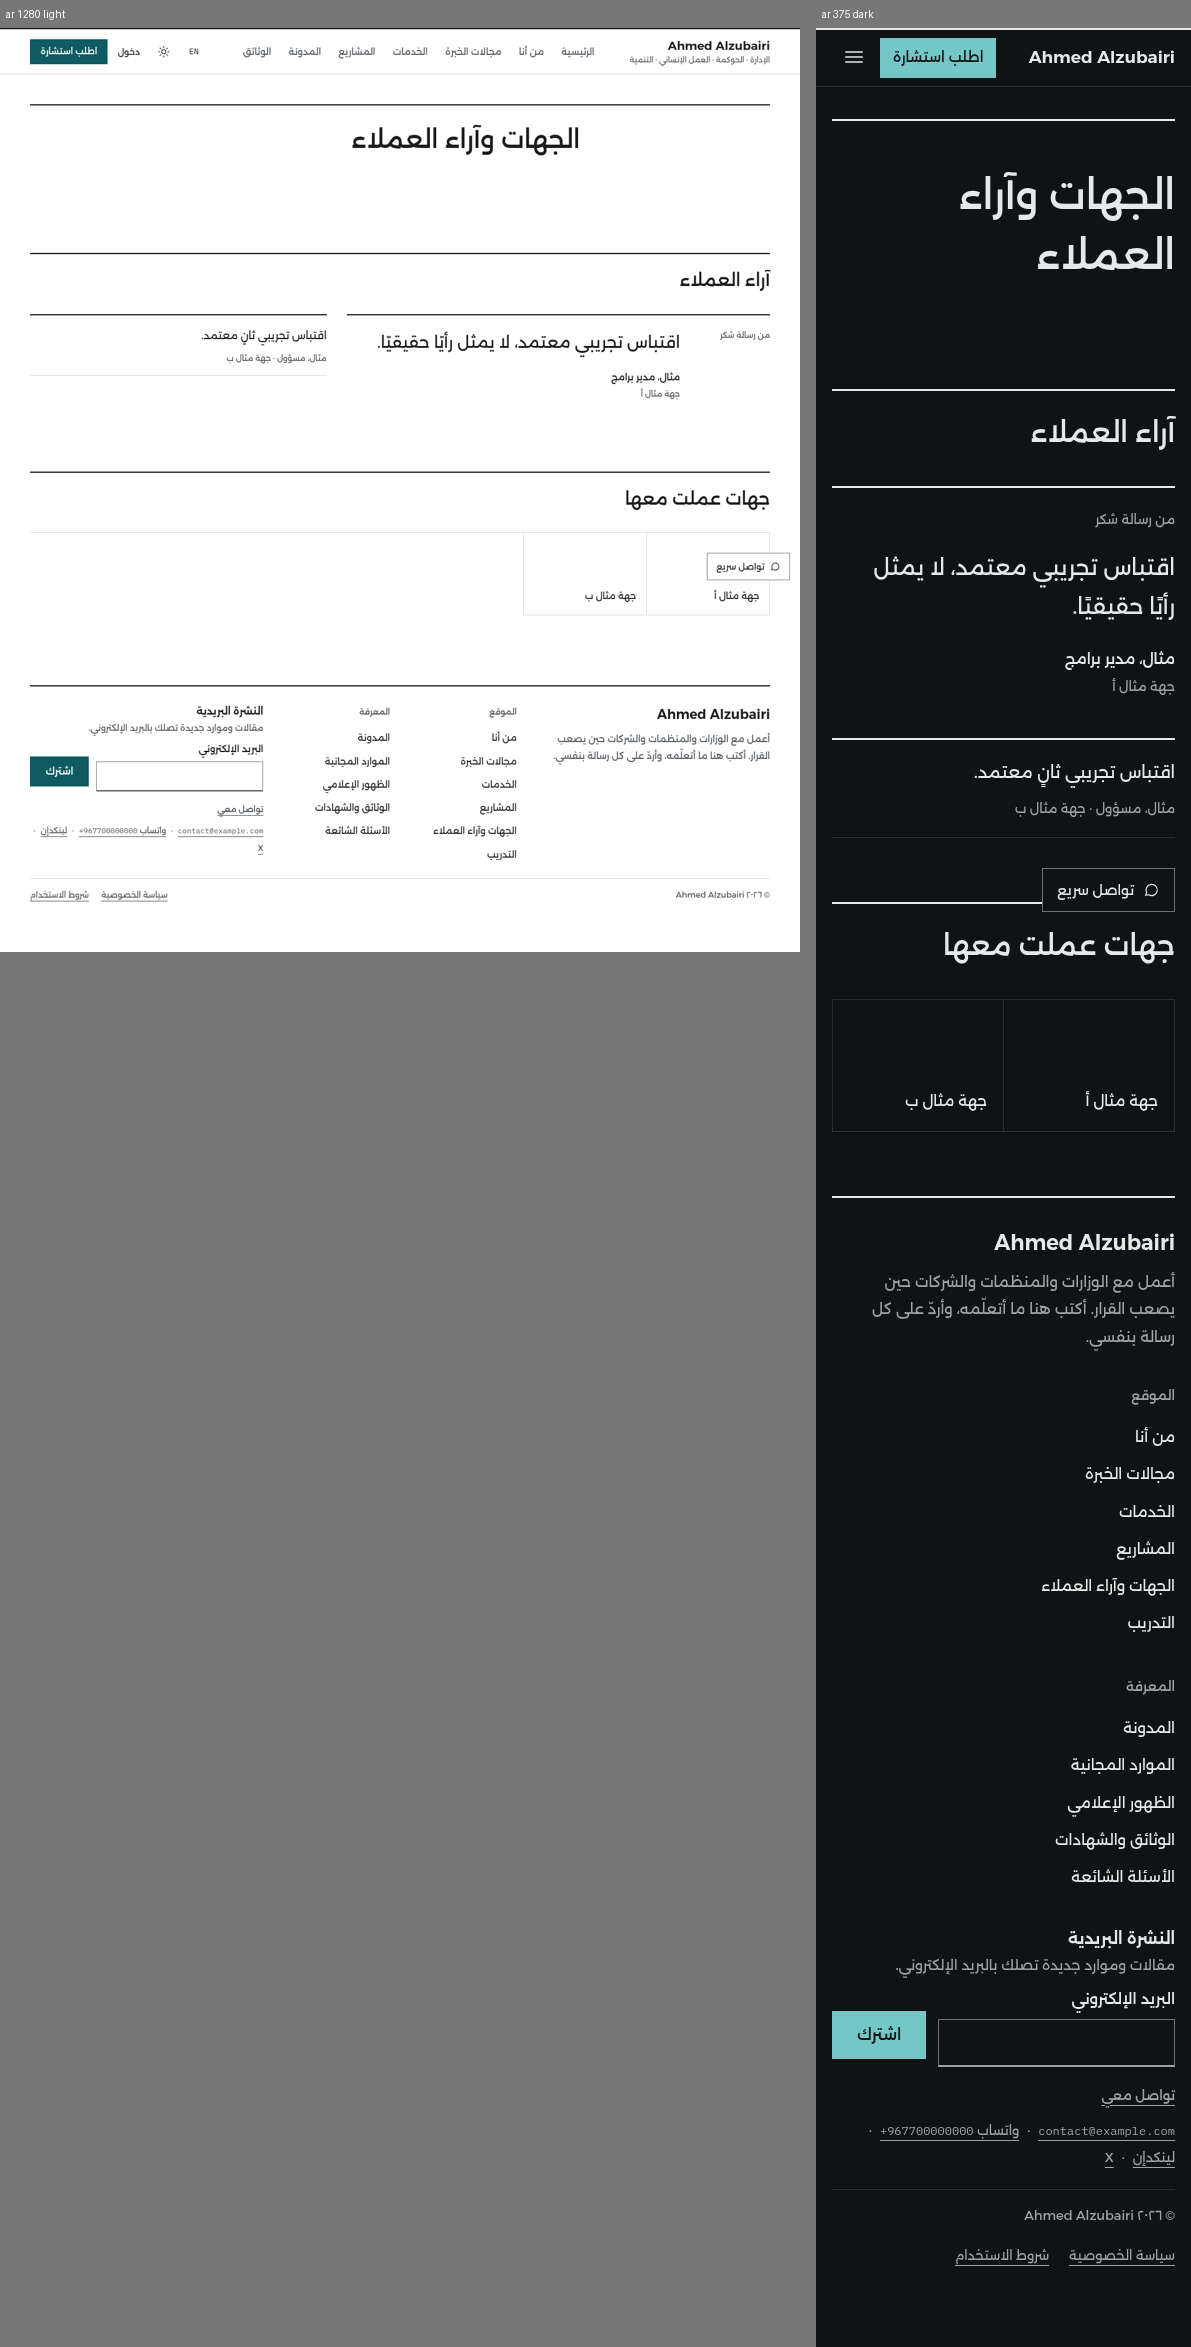 ar 1280 light
Ahmed Alzubairi
الإدارة · الحوكمة · العمل الإنساني · التنمية
الرئيسية
من أنا
مجالات الخبرة
الخدمات
المشاريع
المدونة
الوثائق
EN
دخول
اطلب استشارة
الجهات وآراء العملاء
آراء العملاء
من رسالة شكر
اقتباس تجريبي معتمد، لا يمثل رأيًا حقيقيًا.
مثال، مدير برامج
جهة مثال أ
اقتباس تجريبي ثانٍ معتمد.
مثال، مسؤول · جهة مثال ب
جهات عملت معها
تواصل سريع
جهة مثال أ
جهة مثال ب
Ahmed Alzubairi
أعمل مع الوزارات والمنظمات والشركات حين يصعب
القرار. أكتب هنا ما أتعلّمه، وأردّ على كل رسالة بنفسي.
الموقع
من أنا
مجالات الخبرة
الخدمات
المشاريع
الجهات وآراء العملاء
التدريب
المعرفة
المدونة
الموارد المجانية
الظهور الإعلامي
الوثائق والشهادات
الأسئلة الشائعة
النشرة البريدية
مقالات وموارد جديدة تصلك بالبريد الإلكتروني.
البريد الإلكتروني
اشترك
تواصل معي
contact@example.com · واتساب +967700000000 · لينكدإن ·
X
© ٢٠٢٦ Ahmed Alzubairi
سياسة الخصوصية
شروط الاستخدام
ar 375 dark
Ahmed Alzubairi
اطلب استشارة
الجهات وآراء
العملاء
آراء العملاء
من رسالة شكر
اقتباس تجريبي معتمد، لا يمثل
رأيًا حقيقيًا.
مثال، مدير برامج
جهة مثال أ
اقتباس تجريبي ثانٍ معتمد.
مثال، مسؤول · جهة مثال ب
تواصل سريع
جهات عملت معها
جهة مثال أ
جهة مثال ب
Ahmed Alzubairi
أعمل مع الوزارات والمنظمات والشركات حين
يصعب القرار. أكتب هنا ما أتعلّمه، وأردّ على كل
رسالة بنفسي.
الموقع
من أنا
مجالات الخبرة
الخدمات
المشاريع
الجهات وآراء العملاء
التدريب
المعرفة
المدونة
الموارد المجانية
الظهور الإعلامي
الوثائق والشهادات
الأسئلة الشائعة
النشرة البريدية
مقالات وموارد جديدة تصلك بالبريد الإلكتروني.
البريد الإلكتروني
اشترك
تواصل معي
contact@example.com · واتساب +967700000000 ·
لينكدإن · X
© ٢٠٢٦ Ahmed Alzubairi
سياسة الخصوصية
شروط الاستخدام